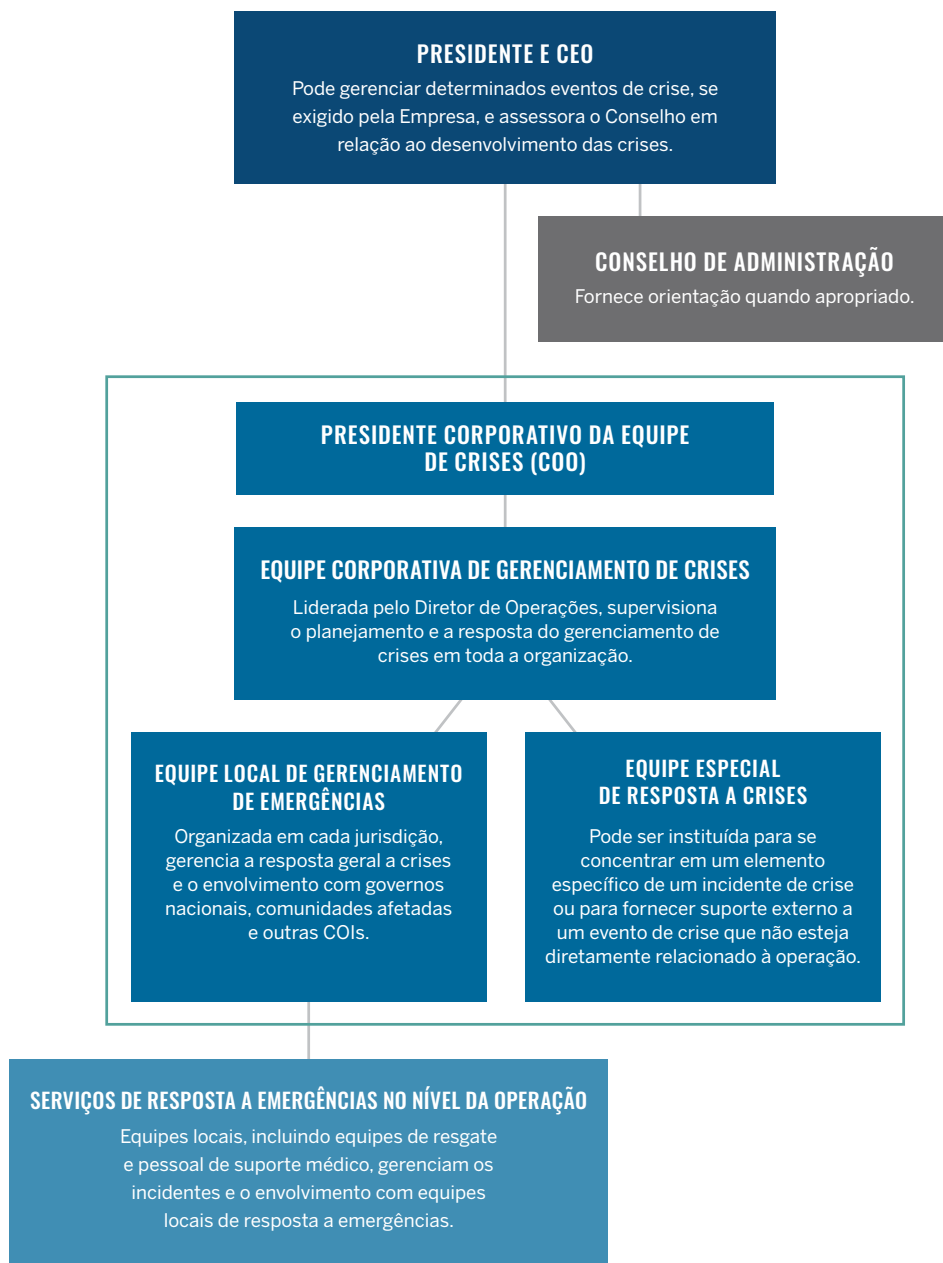 PRESIDENTE E CEO
Pode gerenciar determinados eventos de crise, se
exigido pela Empresa, e assessora o Conselho em
relação ao desenvolvimento das crises.
CONSELHO DE ADMINISTRAÇÃO
Fornece orientação quando apropriado.
PRESIDENTE CORPORATIVO DA EQUIPE
DE CRISES (COO)
EQUIPE CORPORATIVA DE GERENCIAMENTO DE CRISES
Liderada pelo Diretor de Operações, supervisiona
o planejamento e a resposta do gerenciamento de
crises em toda a organização.
EQUIPE LOCAL DE GERENCIAMENTO
DE EMERGÊNCIAS
Organizada em cada jurisdição,
gerencia a resposta geral a crises
e o envolvimento com governos
nacionais, comunidades afetadas
e outras COIs.
EQUIPE ESPECIAL
DE RESPOSTA A CRISES
Pode ser instituída para se
concentrar em um elemento
específico de um incidente de crise
ou para fornecer suporte externo a
um evento de crise que não esteja
diretamente relacionado à operação.
SERVIÇOS DE RESPOSTA A EMERGÊNCIAS NO NÍVEL DA OPERAÇÃO
Equipes locais, incluindo equipes de resgate
e pessoal de suporte médico, gerenciam os
incidentes e o envolvimento com equipes
locais de resposta a emergências.